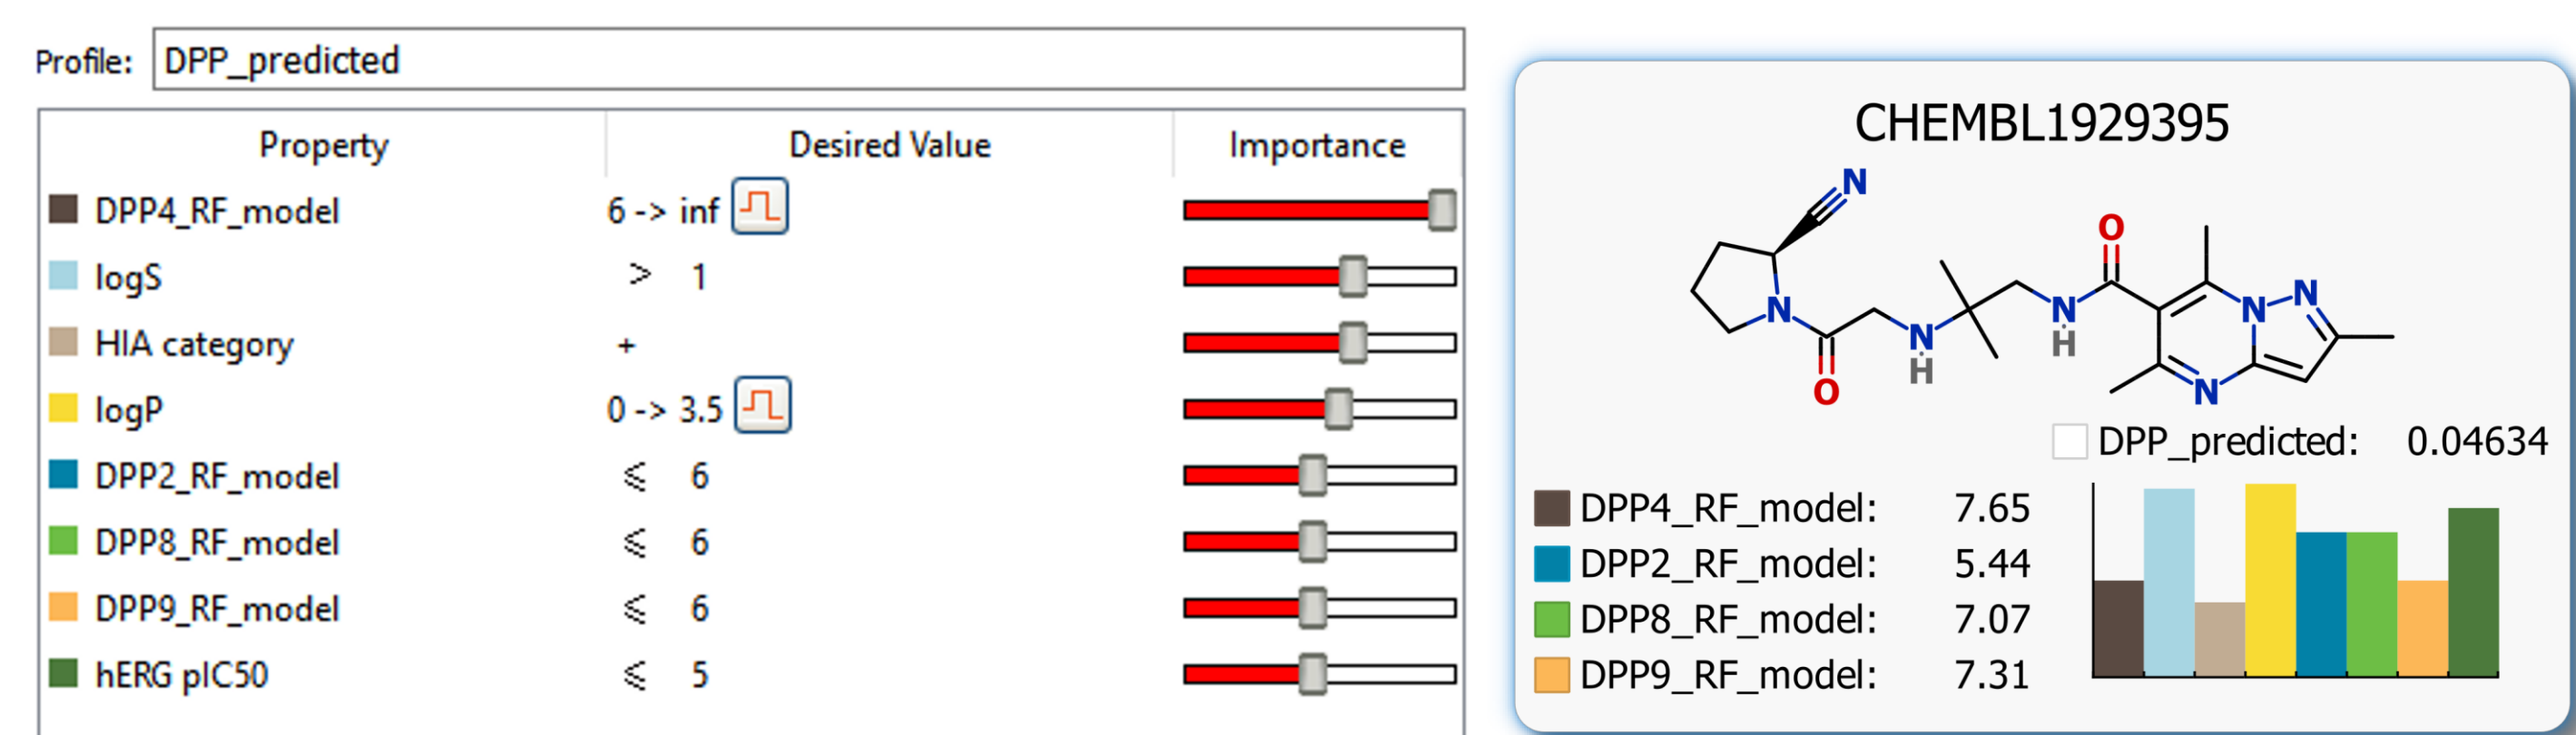 Profile: DPP_predicted
Property Desired Value Importance
DPP4_RF_model 6 -> inf
logS > 1
HIA category +
logP 0 -> 3.5
DPP2_RF_model ≤ 6
DPP8_RF_model ≤ 6
DPP9_RF_model ≤ 6
hERG pIC50 ≤ 5
CHEMBL1929395
N
O
N
N
N
H
N
O
H
N
N
DPP_predicted: 0.04634
DPP4_RF_model: 7.65
DPP2_RF_model: 5.44
DPP8_RF_model: 7.07
DPP9_RF_model: 7.31